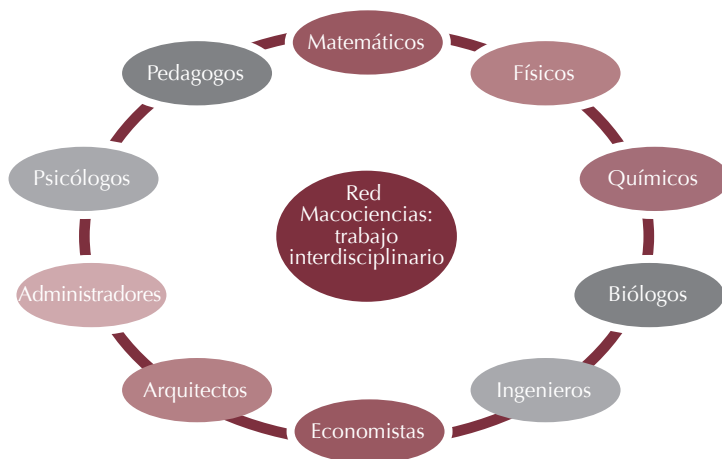 Matemáticos
Físicos
Químicos
Biólogos
Ingenieros
Economistas
Arquitectos
Administradores
Psicólogos
Pedagogos
Red
Macociencias:
trabajo
interdisciplinario